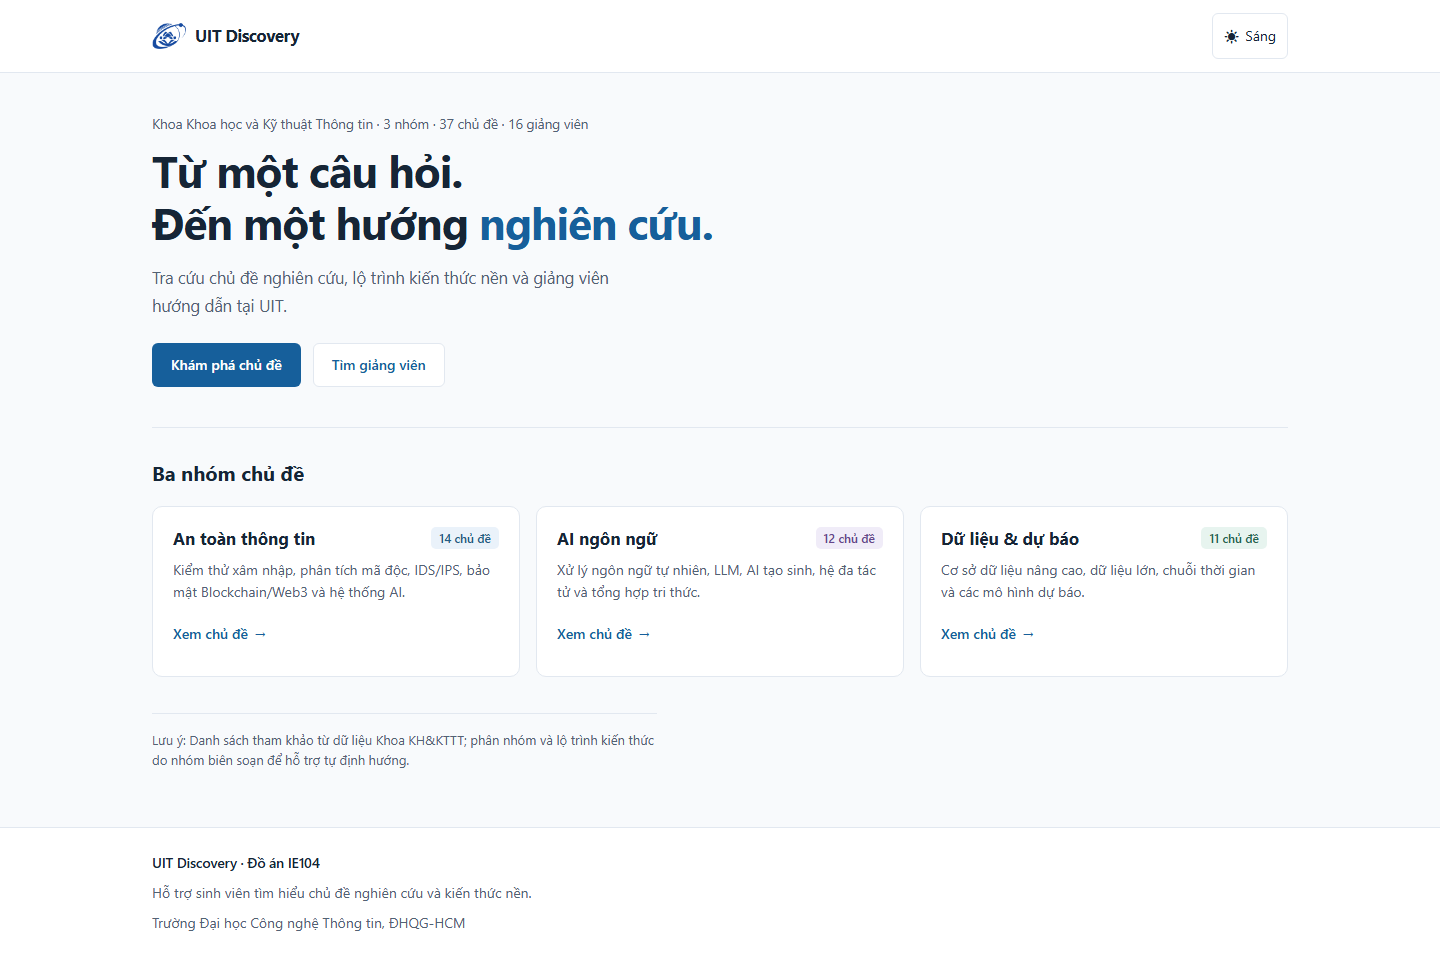 UIT Discovery
Sáng
Khoa Khoa học và Kỹ thuật Thông tin · 3 nhóm · 37 chủ đề · 16 giảng viên
Từ một câu hỏi.
Đến một hướng nghiên cứu.
Tra cứu chủ đề nghiên cứu, lộ trình kiến thức nền và giảng viên
hướng dẫn tại UIT.
Khám phá chủ đề
Tìm giảng viên
Ba nhóm chủ đề
An toàn thông tin
14 chủ đề
Kiểm thử xâm nhập, phân tích mã độc, IDS/IPS, bảo
mật Blockchain/Web3 và hệ thống AI.
Xem chủ đề →
AI ngôn ngữ
12 chủ đề
Xử lý ngôn ngữ tự nhiên, LLM, AI tạo sinh, hệ đa tác
tử và tổng hợp tri thức.
Xem chủ đề →
Dữ liệu & dự báo
11 chủ đề
Cơ sở dữ liệu nâng cao, dữ liệu lớn, chuỗi thời gian
và các mô hình dự báo.
Xem chủ đề →
Lưu ý: Danh sách tham khảo từ dữ liệu Khoa KH&KTTT; phân nhóm và lộ trình kiến thức
do nhóm biên soạn để hỗ trợ tự định hướng.
UIT Discovery · Đồ án IE104
Hỗ trợ sinh viên tìm hiểu chủ đề nghiên cứu và kiến thức nền.
Trường Đại học Công nghệ Thông tin, ĐHQG-HCM